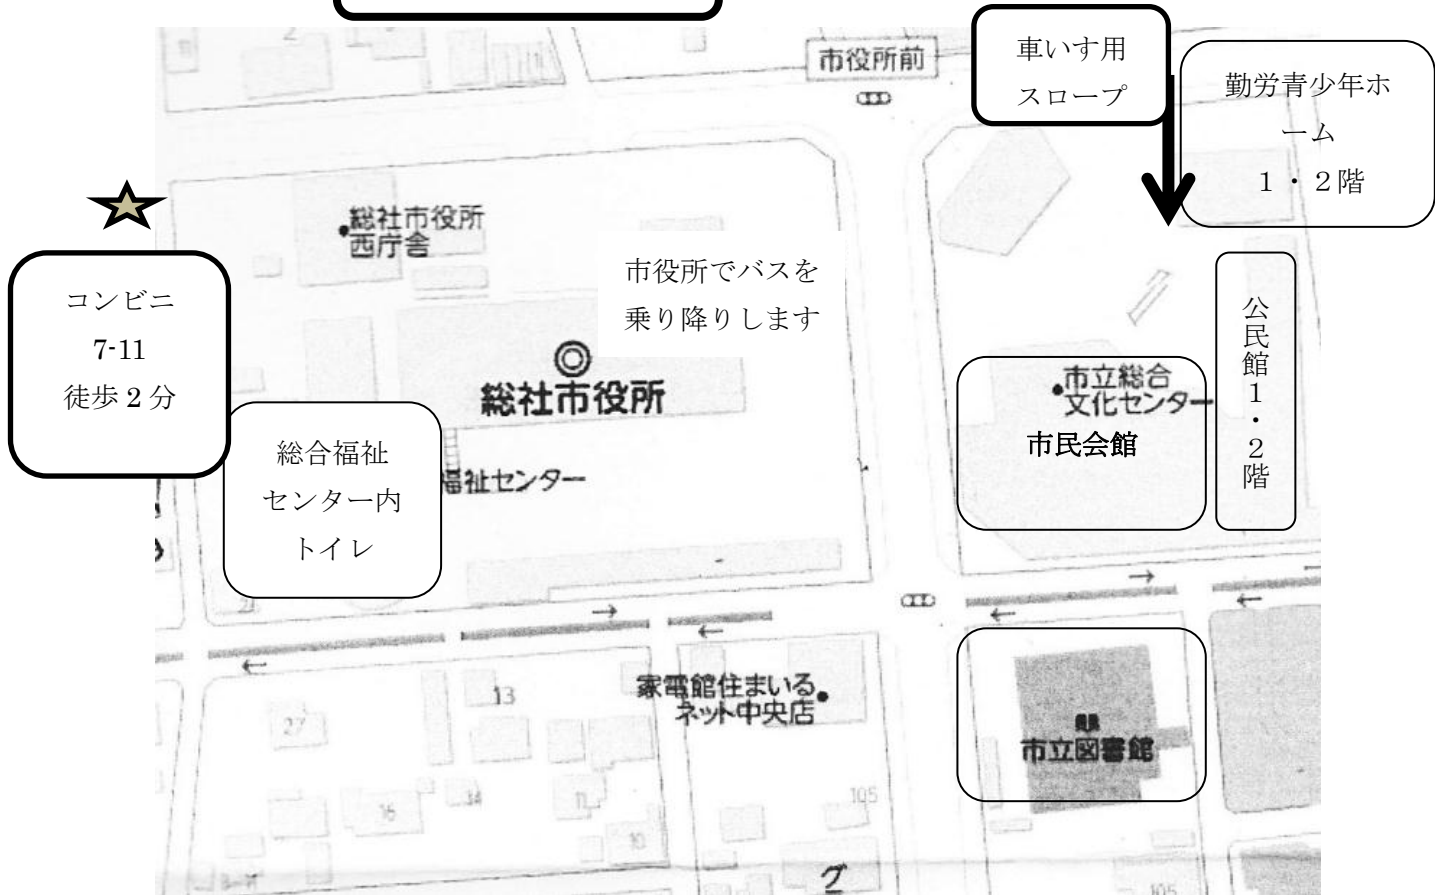 市役所前
車いす用
スロープ
勤労青少年ホ
ーム
１・２階
総社市役所
西庁舎
市役所でバスを
乗り降りします
コンビニ
7-11
徒歩 2 分
総社市役所
市立総合
文化センター
市民会館
公民館１・２階
総合福祉
センター内
トイレ
福祉センター
家電館住まいる
ネット中央店
市立図書館
2
27
13
16
14
11
10
105
105